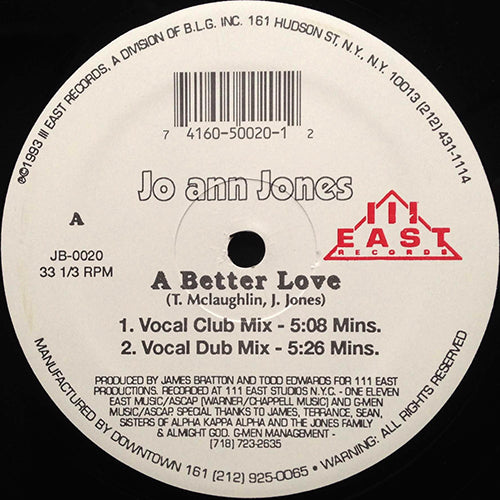 ℗©1993 III EAST RECORDS, A DIVISION OF B.L.G. INC. 161 HUDSON ST, N.Y., N.Y. 10013 (212) 431-1114
7 4160-50020-1 2
Jo ann Jones
A
111
EAST
RECORDS
JB-0020
33 1/3 RPM
A Better Love
(T. Mclaughlin, J. Jones)
1. Vocal Club Mix - 5:08 Mins.
2. Vocal Dub Mix - 5:26 Mins.
PRODUCED BY JAMES BRATTON AND TODD EDWARDS FOR 111 EAST
PRODUCTIONS. RECORDED AT 111 EAST STUDIOS N.Y.C. - ONE ELEVEN
EAST MUSIC/ASCAP (WARNER/CHAPPELL MUSIC) AND G-MEN
MUSIC/ASCAP. SPECIAL THANKS TO JAMES, TERRANCE, SEAN,
SISTERS OF ALPHA KAPPA ALPHA AND THE JONES FAMILY
& ALMIGHT GOD. G-MEN MANAGEMENT -
(718) 723-2635
MANUFACTURED BY DOWNTOWN 161 (212) 925-0065 • WARNING: ALL RIGHTS RESERVED